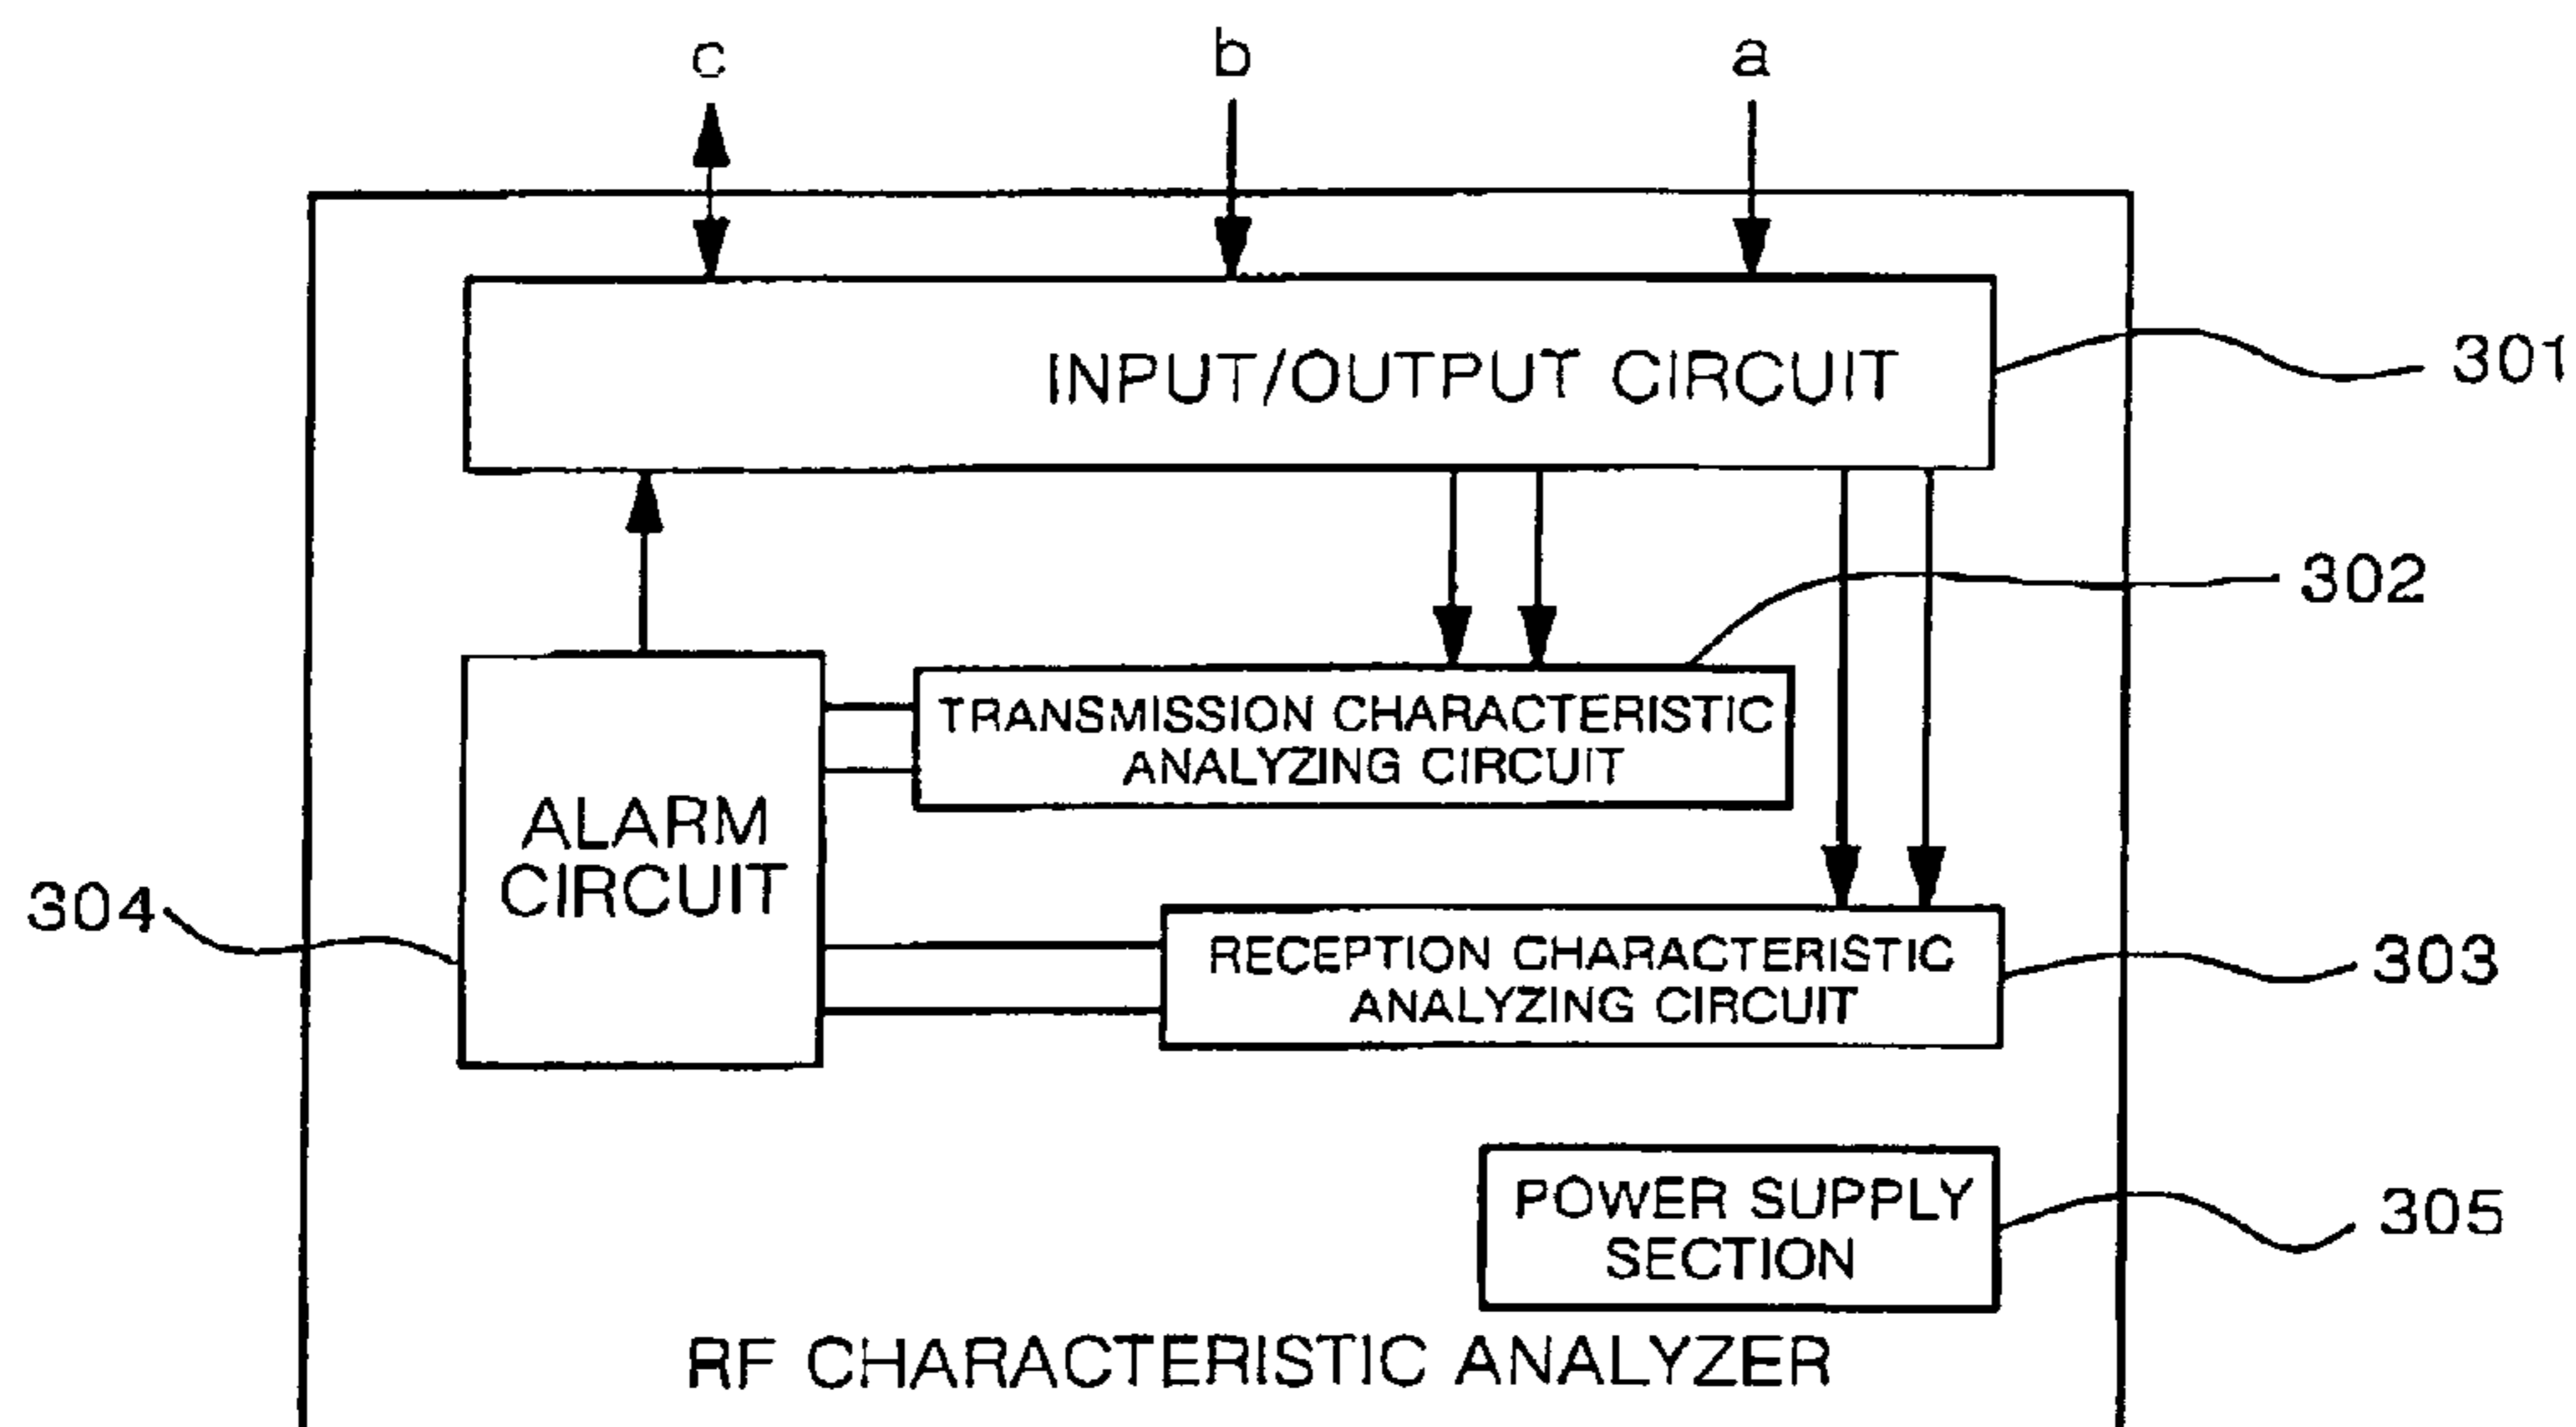 c
b
a
INPUT/OUTPUT CIRCUIT
301
302
TRANSMISSION CHARACTERISTIC
ANALYZING CIRCUIT
ALARM
CIRCUIT
304
RECEPTION CHARACTERISTIC
ANALYZING CIRCUIT
303
POWER SUPPLY
SECTION
305
RF CHARACTERISTIC ANALYZER